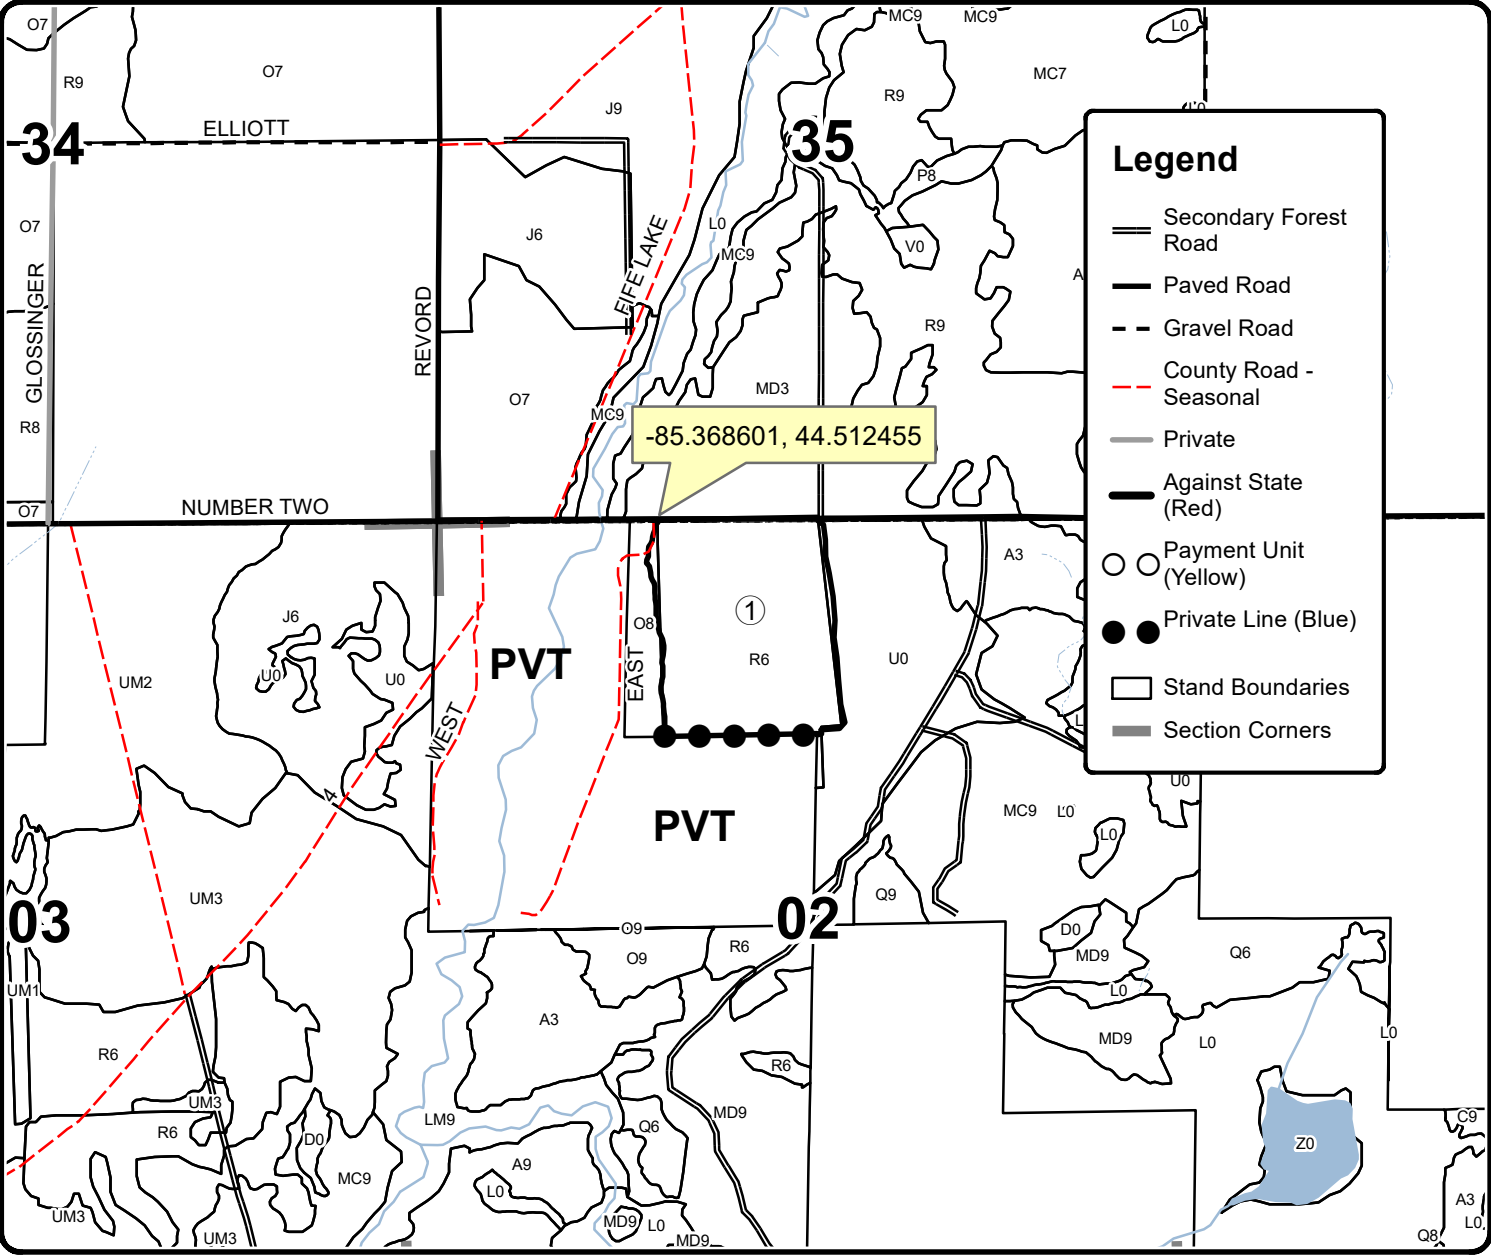 O7
MC9
MC9
L0
R9
O7
MC7
J9
R9
L'0
ELLIOTT
34
35
P8
O7
J6
L0
V0
MC9
A
FIFE LAKE
GLOSSINGER
REVORD
R9
O7
MD3
MC9
R8
-85.368601, 44.512455
O7
NUMBER TWO
Legend
Secondary Forest
Road
Paved Road
Gravel Road
County Road -
Seasonal
Private
Against State
(Red)
Payment Unit
(Yellow)
Private Line (Blue)
Stand Boundaries
Section Corners
A3
J6
O8
1
R6
U0
PVT
UM2
U0
U0
EAST
WEST
L
4
PVT
U0
MC9
L'0
L0
UM3
Q9
03
02
O9
D0
R6
O9
MD9
Q6
UM1
L0
A3
R6
MD9
L0
L0
R6
UM3
LM9
MD9
Q6
C9
R6
D0
Z0
MC9
A9
L0
A3
UM3
MD9
L0
L0
UM3
MD9
Q8